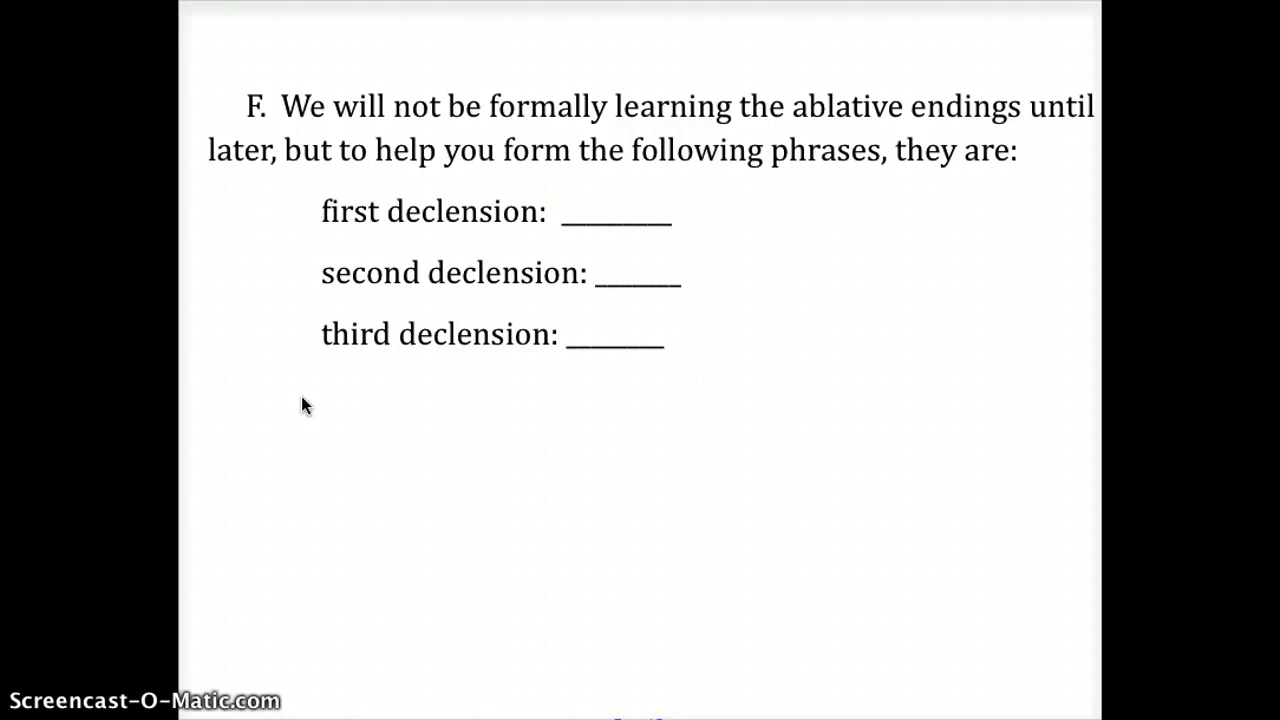 F. We will not be formally learning the ablative endings until
later, but to help you form the following phrases, they are:
first declension: _________
second declension: _______
third declension: ________
Screencast-O-Matic.com